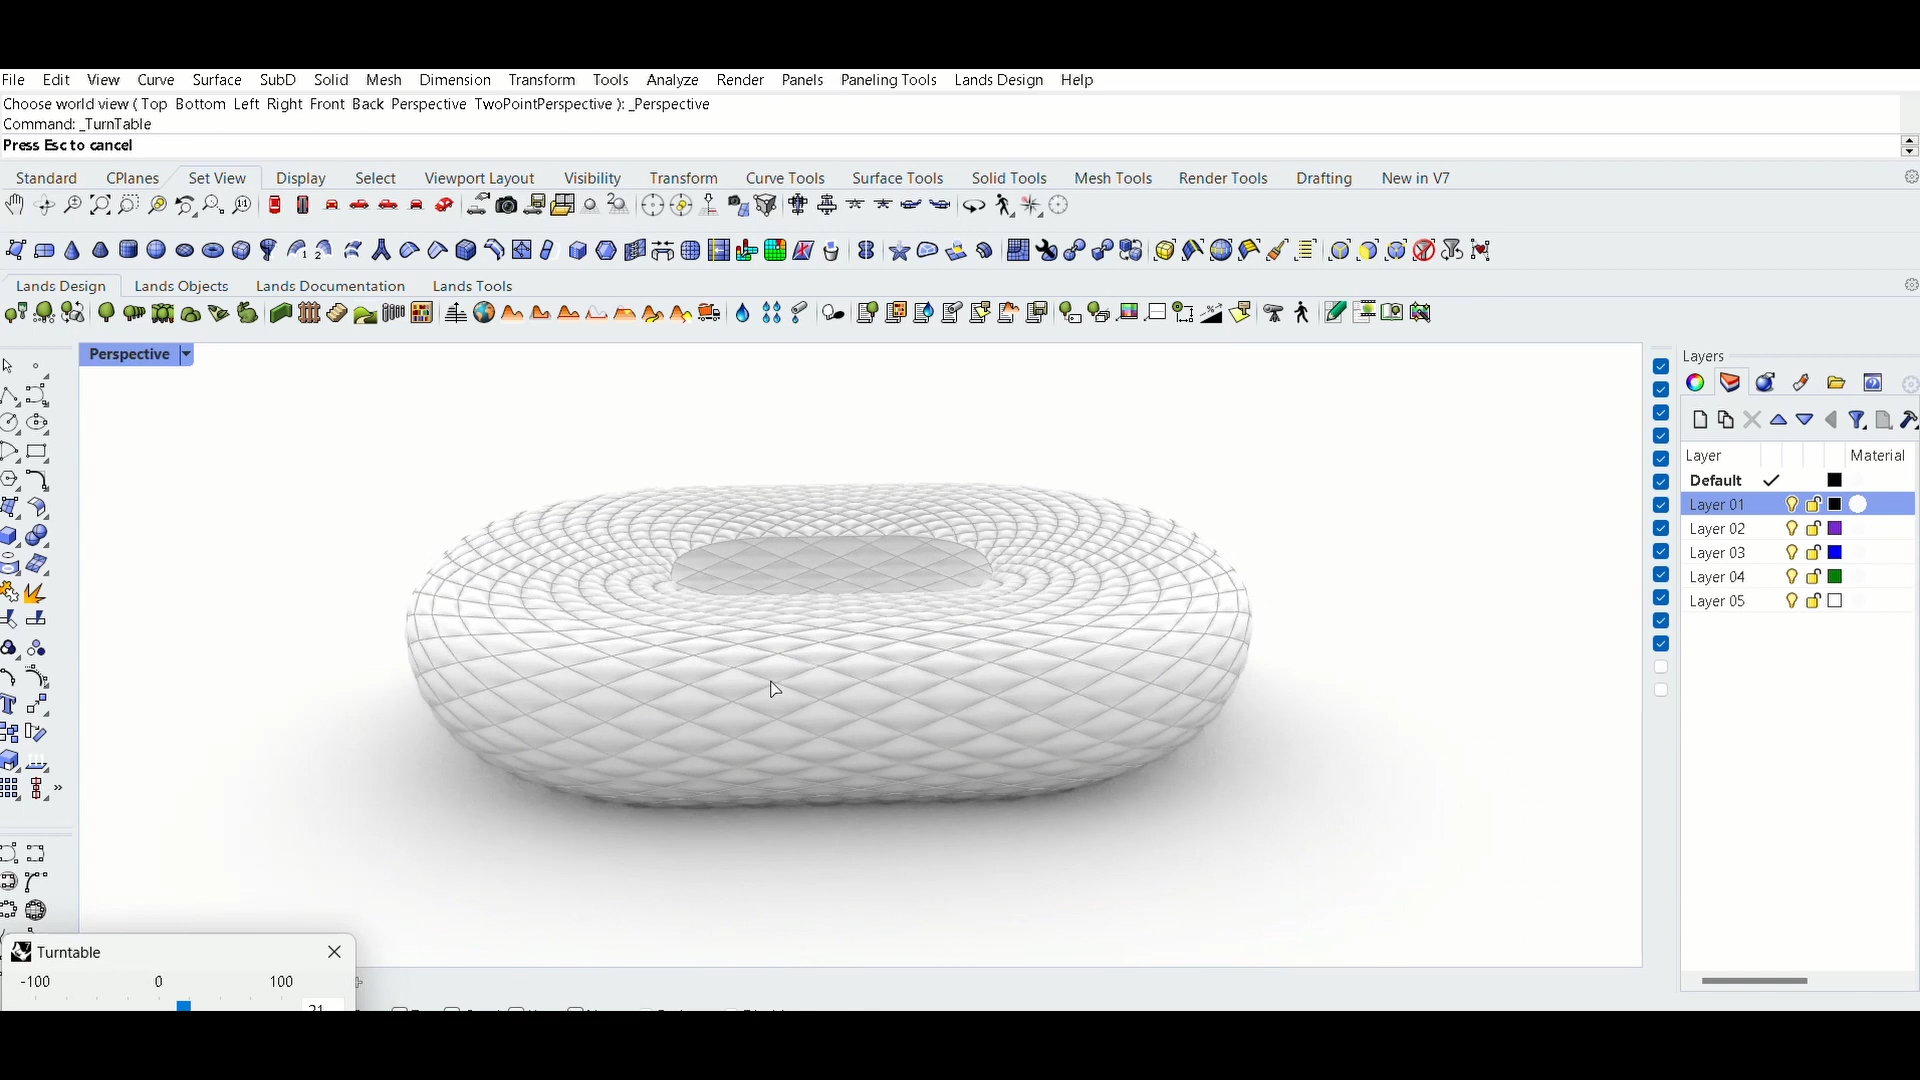 File Edit View Curve Surface SubD Solid Mesh Dimension Transform Tools Analyze Render Panels Paneling Tools Lands Design Help
Choose world view ( Top Bottom Left Right Front Back Perspective TwoPointPerspective ): _Perspective
Command: _TurnTable
Press Esc to cancel
Standard CPlanes Set View Display Select Viewport Layout Visibility Transform Curve Tools Surface Tools Solid Tools Mesh Tools Render Tools Drafting New in V7
Lands Design Lands Objects Lands Documentation Lands Tools
Perspective
Layers
Layer Material
Default
Layer 01
Layer 02
Layer 03
Layer 04
Layer 05
Turntable
-100 0 100
21